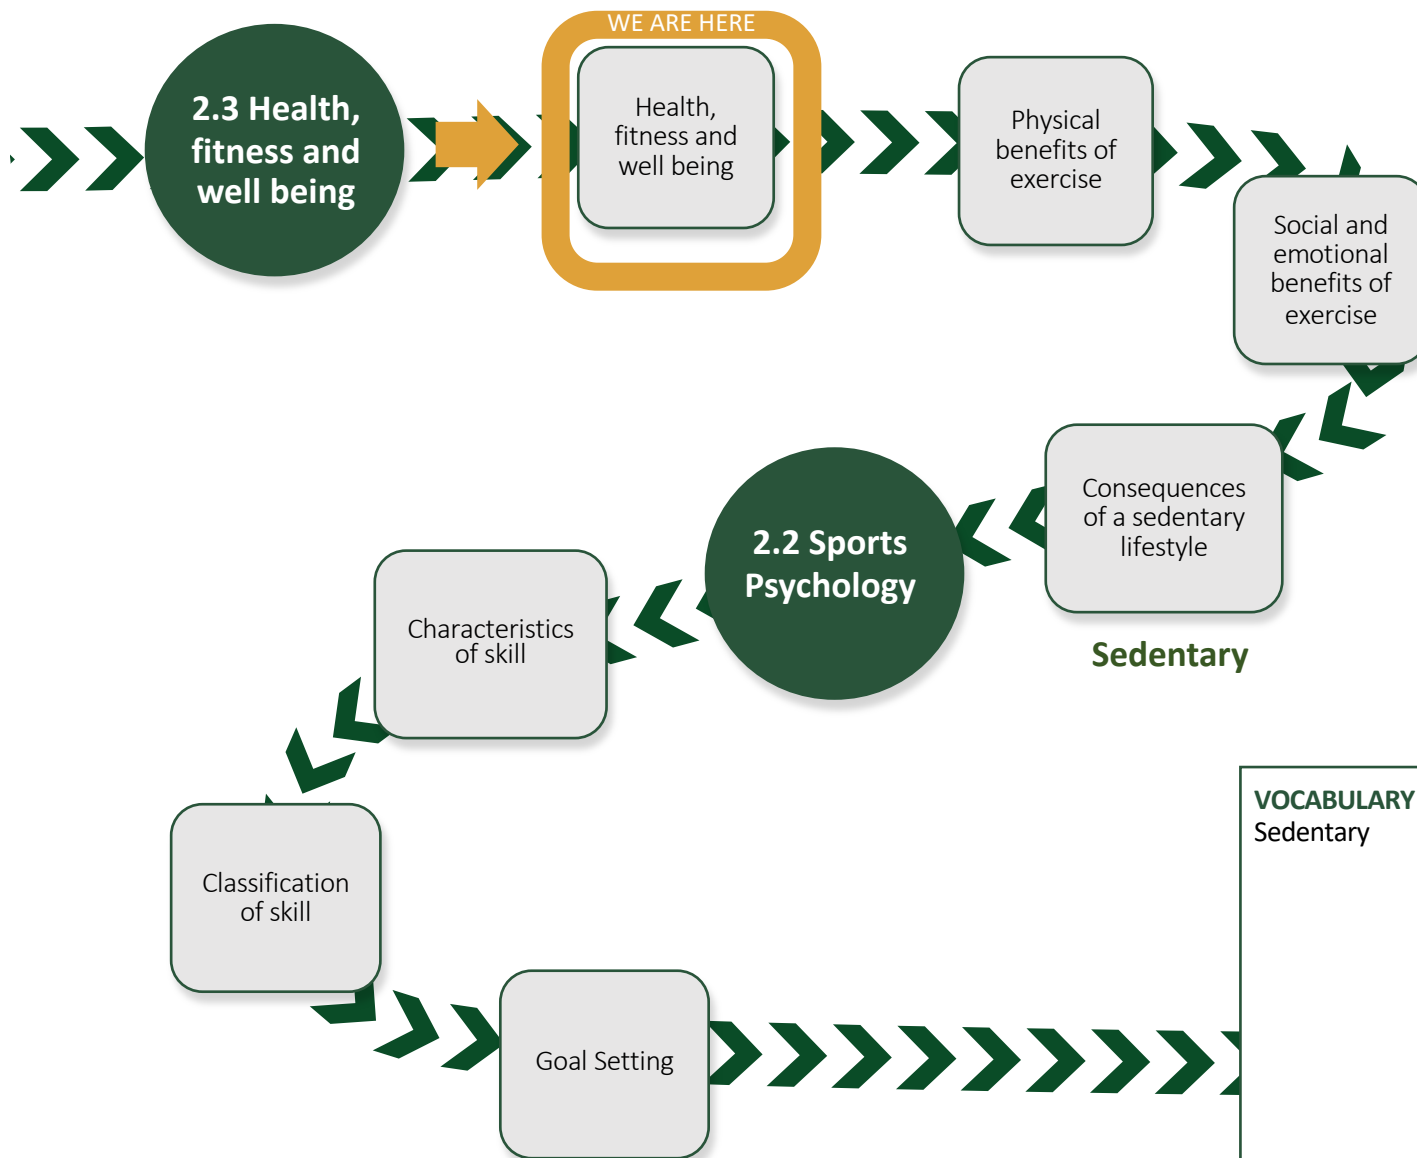 WE ARE HERE
2.3 Health,
fitness and
well being
Health,
fitness and
well being
Physical
benefits of
exercise
Social and
emotional
benefits of
exercise
Consequences
of a sedentary
lifestyle
Sedentary
2.2 Sports
Psychology
Characteristics
of skill
Classification
of skill
Goal Setting
VOCABULARY
Sedentary